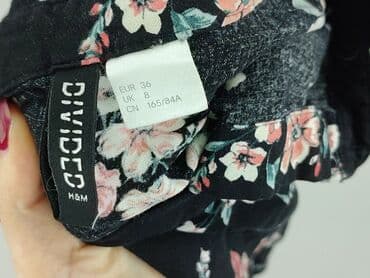 DIVIDED
H&M
EUR 36
UK 8
CN 165/84A